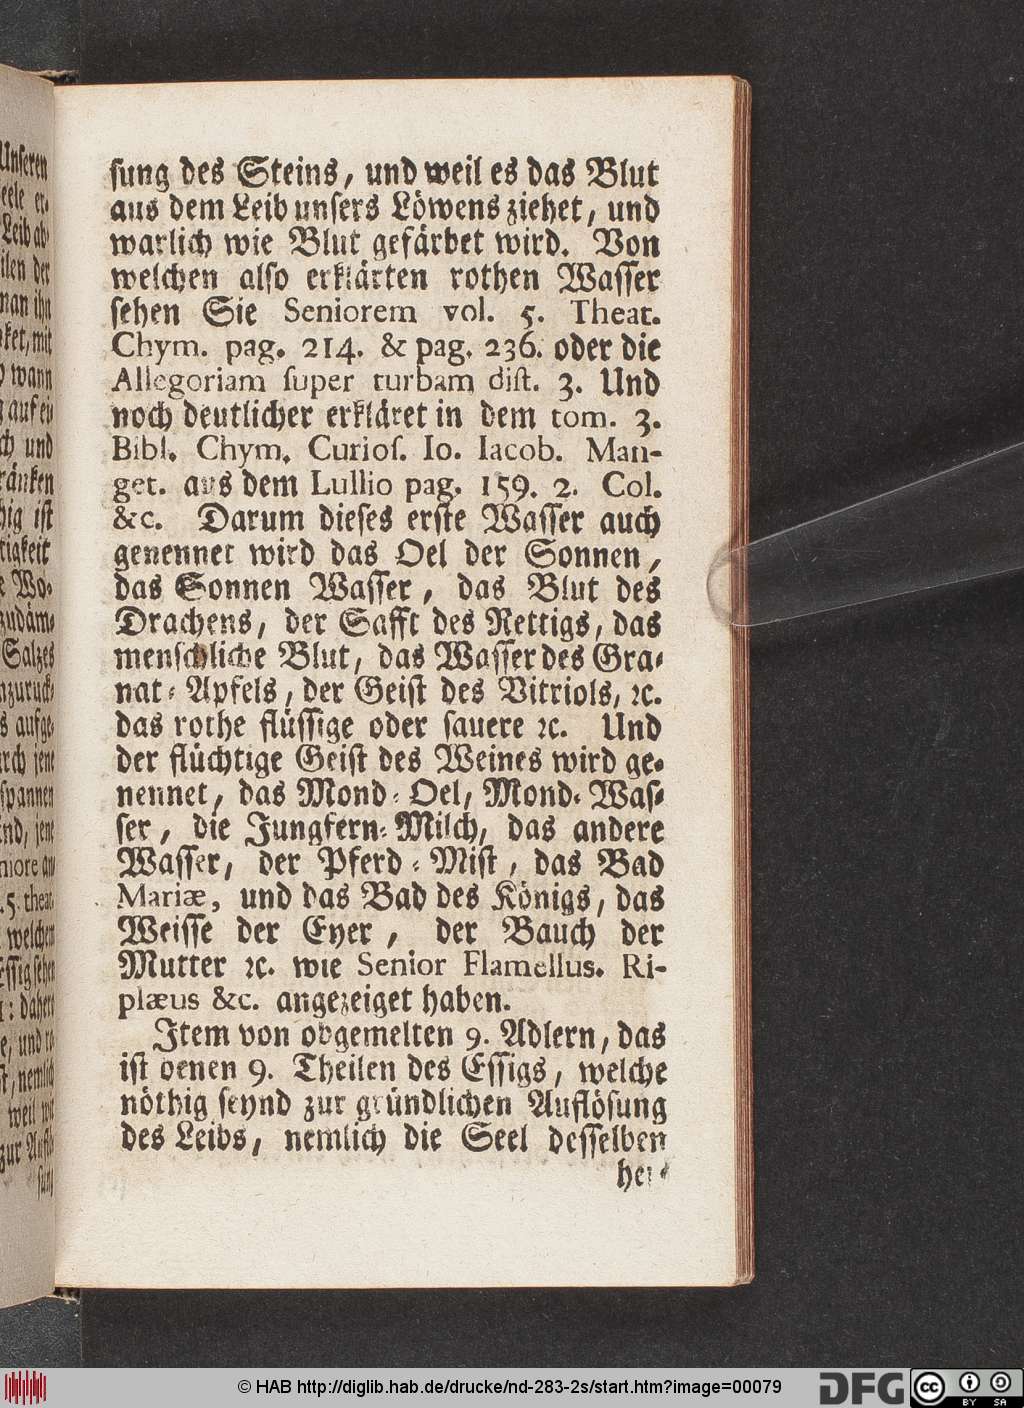 sung des Steins, und weil es das Blut
aus dem Leib unsers Löwens ziehet, und
warlich wie Blut gefärbet wird. Von
welchen also erklärten rothen Wasser
sehen Sie Seniorem vol. 5. Theat.
Chym. pag. 214. & pag. 236. oder die
Allegoriam super turbam dist. 3. Und
noch deutlicher erkläret in dem tom. 3.
Bibl. Chym. Curios. Io. Iacob. Man-
get. aus dem Lullio pag. 159. 2. Col.
&c. Darum dieses erste Wasser auch
genennet wird das Oel der Sonnen,
das Sonnen Wasser, das Blut des
Drachens, der Safft des Rettigs, das
menschliche Blut, das Wasser des Gra-
nat-Apfels, der Geist des Vitriols, ꝛc.
das rothe flüssige oder sauere ꝛc. Und
der flüchtige Geist des Weines wird ge-
nennet, das Mond-Oel, Mond-Was-
ser, die Jungfern-Milch, das andere
Wasser, der Pferd-Mist, das Bad
Mariæ, und das Bad des Königs, das
Weisse der Eyer, der Bauch der
Mutter ꝛc. wie Senior Flamellus. Ri-
plæus &c. angezeiget haben.
Item von obgemelten 9. Adlern, das
ist denen 9. Theilen des Essigs, welche
nöthig seynd zur gründlichen Auflösung
des Leibs, nemlich die Seel desselben
her-
© HAB http://diglib.hab.de/drucke/nd-283-2s/start.htm?image=00079
DFG
cc
BY SA